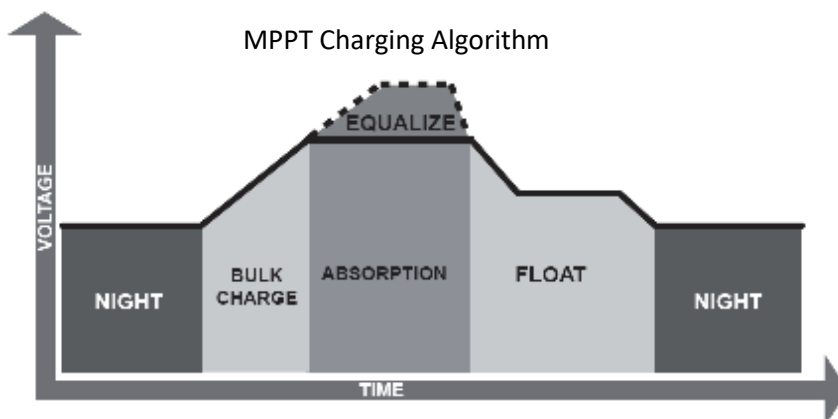 MPPT Charging Algorithm
EQUALIZE
VOLTAGE
NIGHT
BULK
CHARGE
ABSORPTION
FLOAT
NIGHT
TIME